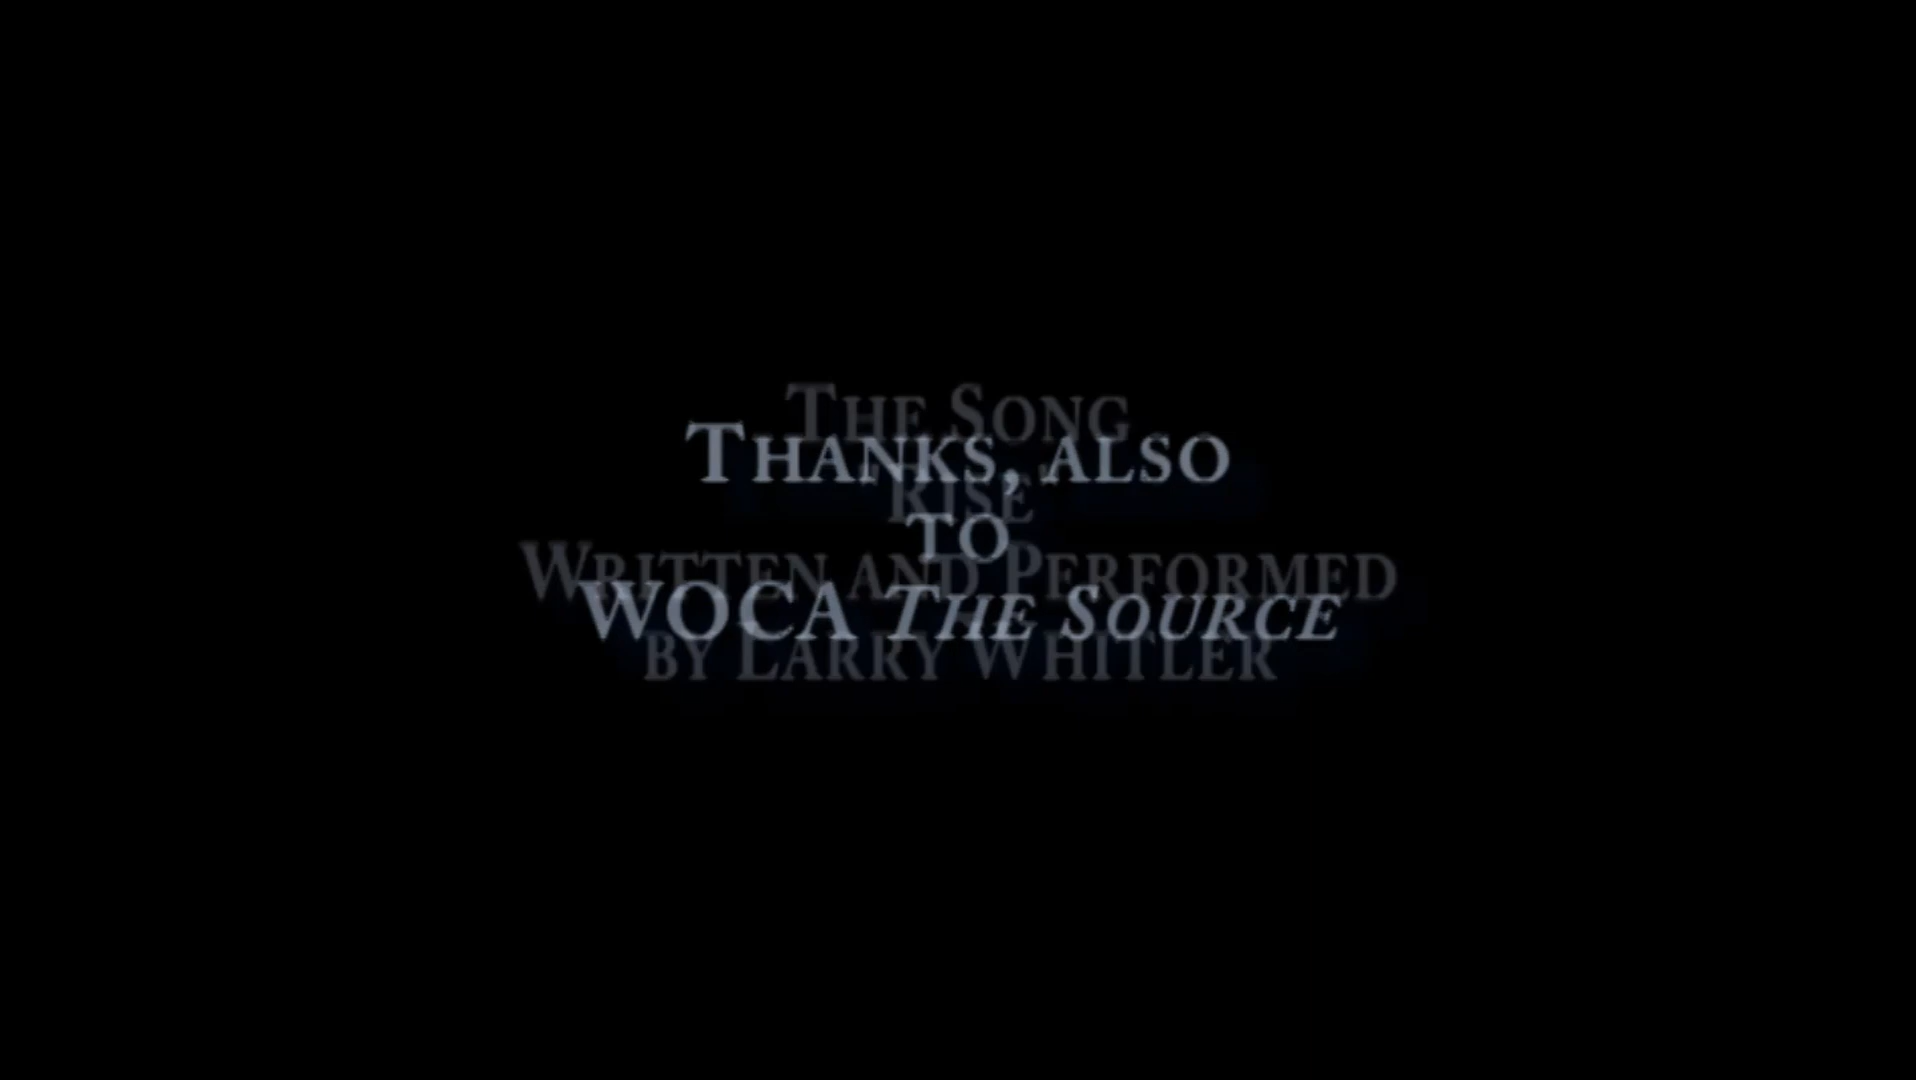 The Song
"Rise"
Written and Performed
by Larry Whitler
Thanks, also
to
WOCA The Source